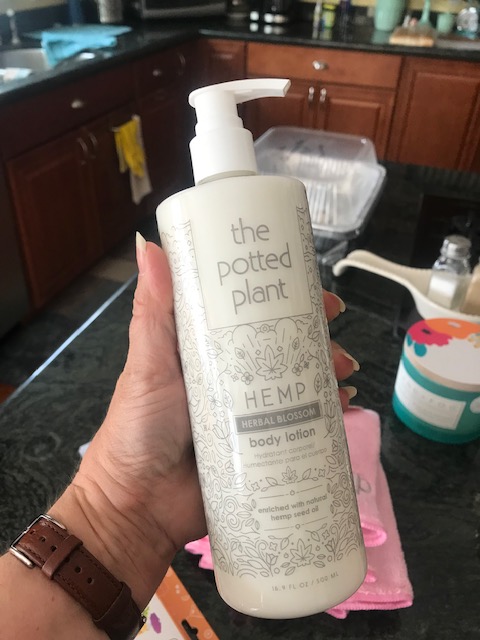 the
potted
plant
HEMP
HERBAL BLOSSOM
body lotion
hydratant corporel
humectante para el cuerpo
enriched with natural
hemp seed oil
16.9 FL·OZ / 500 ML